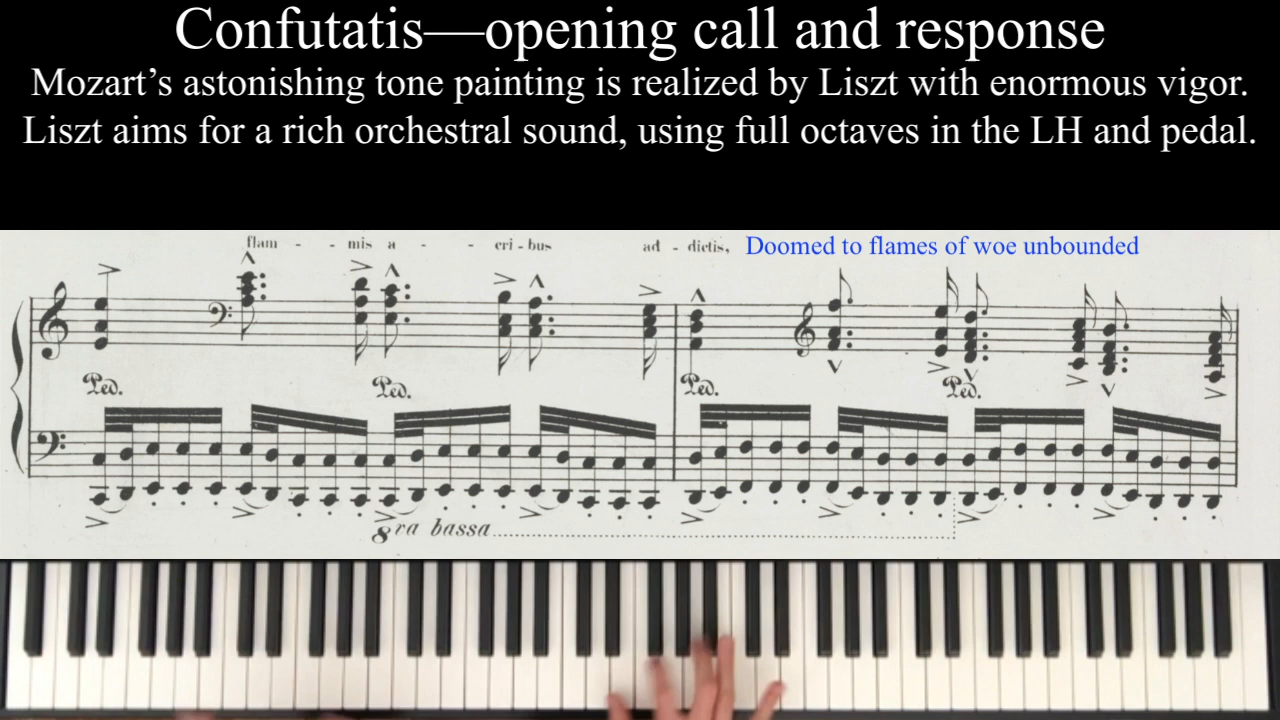 Confutatis—opening call and response
Mozart’s astonishing tone painting is realized by Liszt with enormous vigor.
Liszt aims for a rich orchestral sound, using full octaves in the LH and pedal.
flam - - mis a - - cri - bus ad - dictis, Doomed to flames of woe unbounded
Ped. Ped. Ped. Ped.
8va bassa